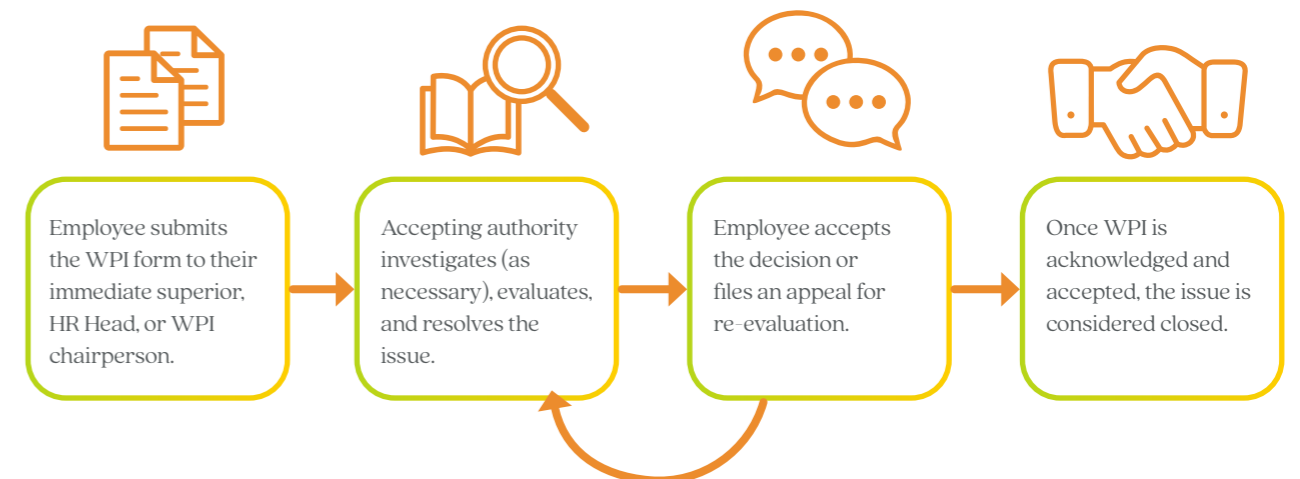 Employee submits
the WPI form to their
immediate superior,
HR Head, or WPI
chairperson.
Accepting authority
investigates (as
necessary), evaluates,
and resolves the
issue.
Employee accepts
the decision or
files an appeal for
re-evaluation.
Once WPI is
acknowledged and
accepted, the issue is
considered closed.